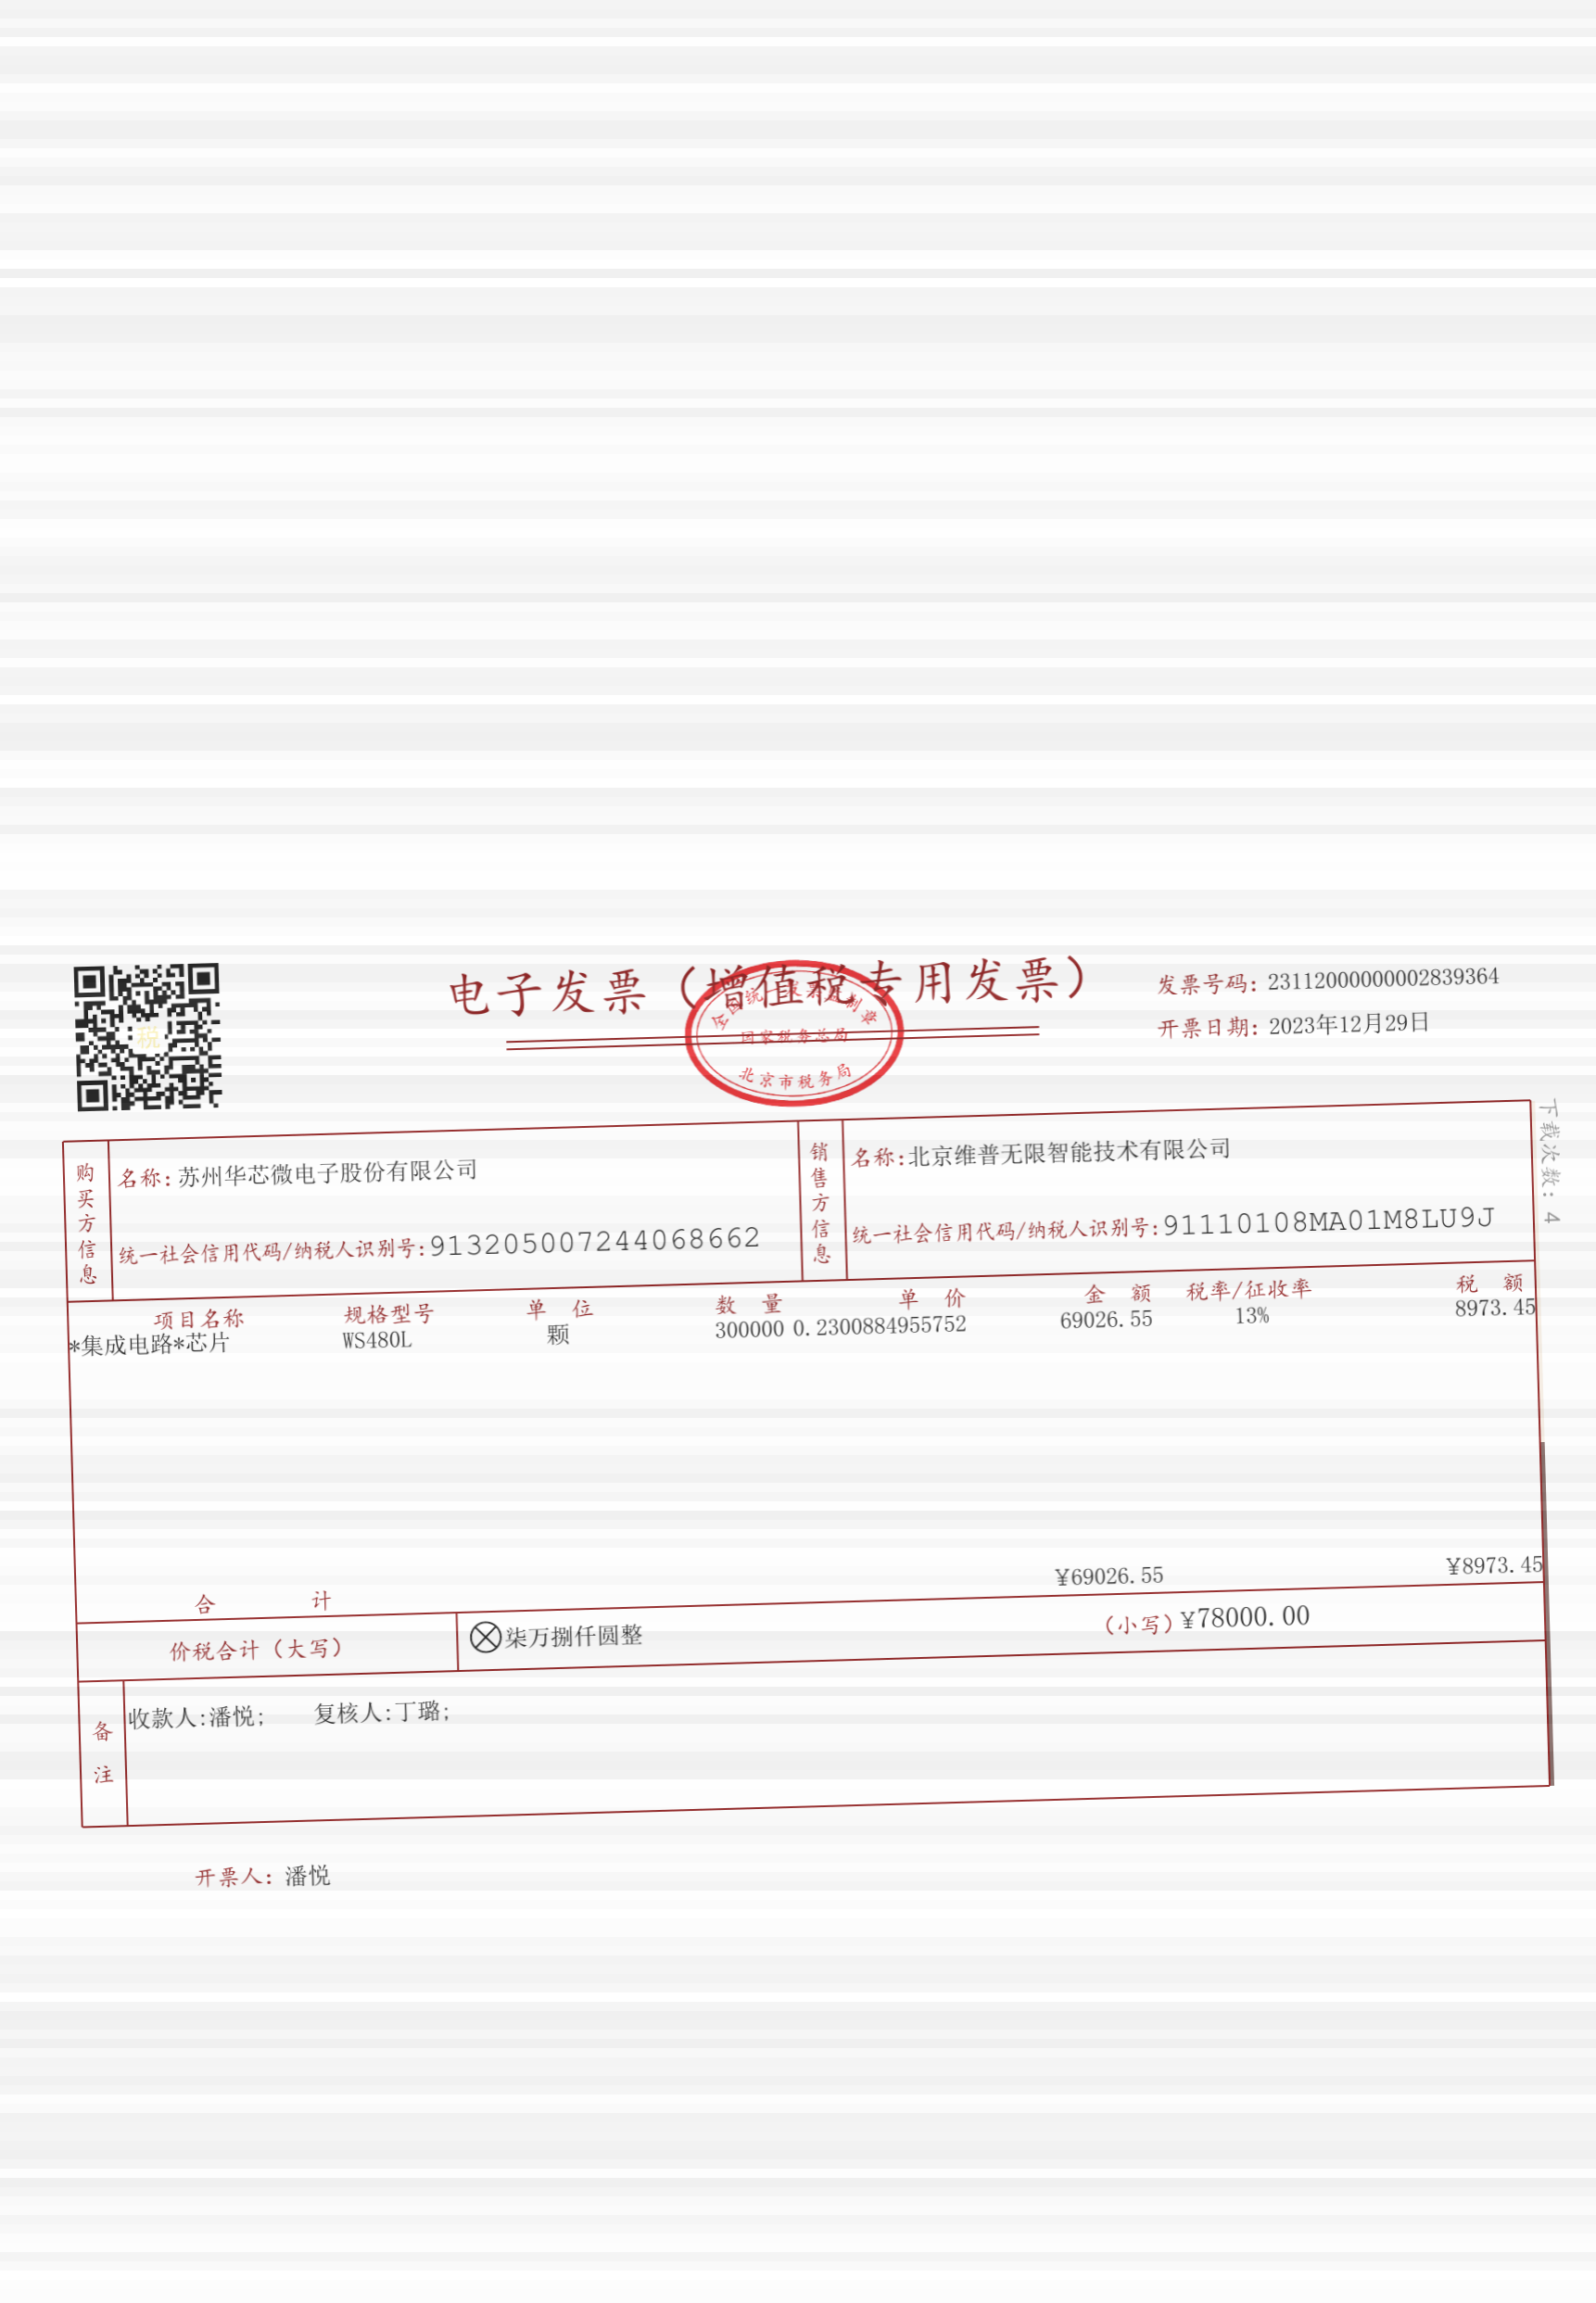 电子发票（增值税专用发票）
全国统一发票监制章
国家税务总局
北京市税务局
税
发票号码：23112000000002839364
开票日期：2023年12月29日
下载次数：4
购买方信息
名称：苏州华芯微电子股份有限公司
统一社会信用代码/纳税人识别号：913205007244068662
销售方信息
名称：北京维普无限智能技术有限公司
统一社会信用代码/纳税人识别号：91110108MA01M8LU9J
项目名称 规格型号 单 位 数 量 单 价 金 额 税率/征收率 税 额
*集成电路*芯片 WS480L 颗 300000 0.2300884955752 69026.55 13% 8973.45
合 计 ¥69026.55 ¥8973.45
价税合计（大写） ⊗柒万捌仟圆整 （小写）¥78000.00
备注
收款人:潘悦; 复核人:丁璐;
开票人：潘悦